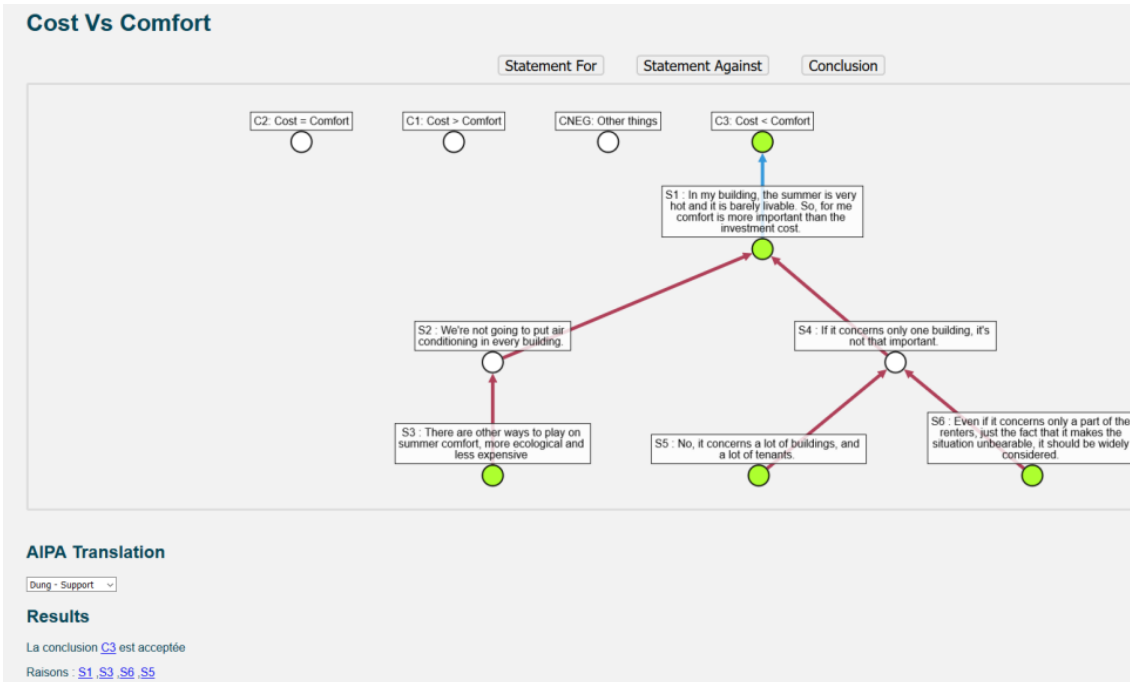 Cost Vs Comfort
Statement For
Statement Against
Conclusion
C2: Cost = Comfort
C1: Cost > Comfort
CNEG: Other things
C3: Cost < Comfort
S1 : In my building, the summer is very
hot and it is barely livable. So, for me
comfort is more important than the
investment cost.
S2 : We're not going to put air
conditioning in every building.
S4 : If it concerns only one building, it's
not that important.
S3 : There are other ways to play on
summer comfort, more ecological and
less expensive
S5 : No, it concerns a lot of buildings, and
a lot of tenants.
S6 : Even if it concerns only a part of the
renters, just the fact that it makes the
situation unbearable, it should be widely
considered.
AIPA Translation
Dung - Support
Results
La conclusion C3 est acceptée
Raisons : S1 ,S3 ,S6 ,S5